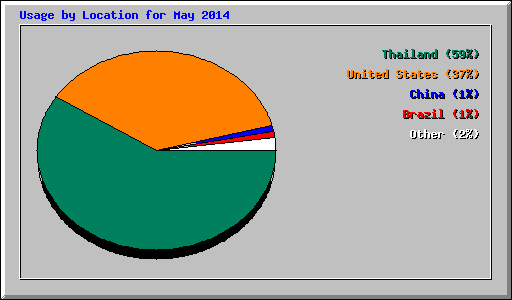 Usage by Location for May 2014
Thailand (59%)
United States (37%)
China (1%)
Brazil (1%)
Other (2%)